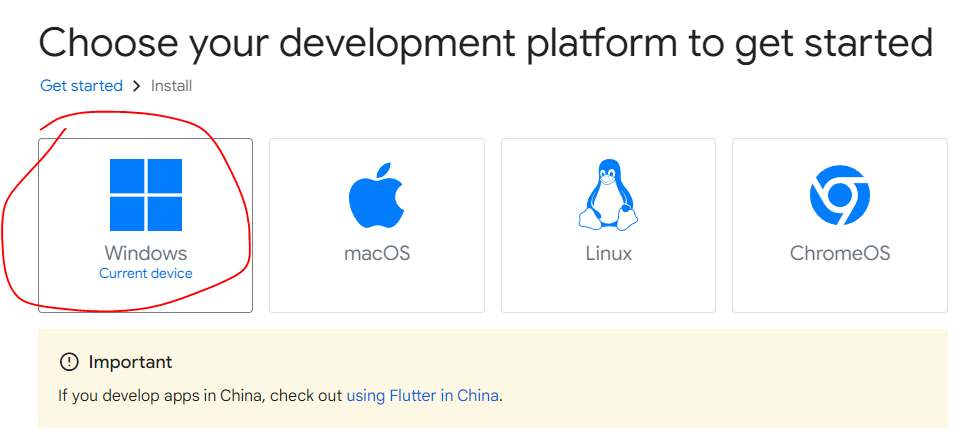 Choose your development platform to get started
Get started > Install
Windows
Current device
macOS
Linux
ChromeOS
Important
If you develop apps in China, check out using Flutter in China.